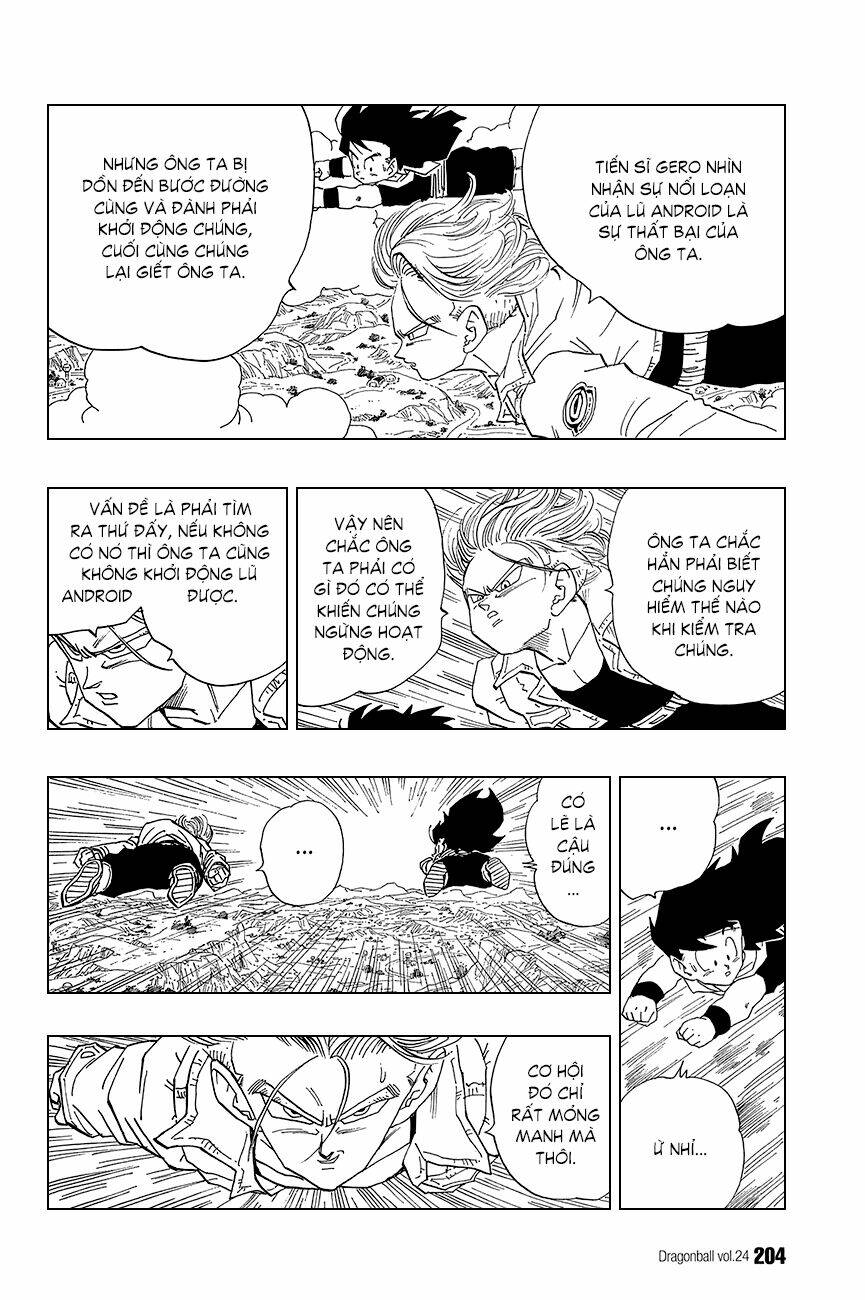 TIẾN SĨ GERO NHÌN
NHẬN SỰ NỔI LOẠN
CỦA LŨ ANDROID LÀ
SỰ THẤT BẠI CỦA
ÔNG TA.
NHƯNG ÔNG TA BỊ
DỒN ĐẾN BƯỚC ĐƯỜNG
CÙNG VÀ ĐÀNH PHẢI
KHỞI ĐỘNG CHÚNG,
CUỐI CÙNG CHÚNG
LẠI GIẾT ÔNG TA.
ÔNG TA CHẮC
HẲN PHẢI BIẾT
CHÚNG NGUY
HIỂM THẾ NÀO
KHI KIỂM TRA
CHÚNG.
VẬY NÊN
CHẮC ÔNG
TA PHẢI CÓ
GÌ ĐÓ CÓ THỂ
KHIẾN CHÚNG
NGỪNG HOẠT
ĐỘNG.
VẤN ĐỀ LÀ PHẢI TÌM
RA THỨ ĐẤY, NẾU KHÔNG
CÓ NÓ THÌ ÔNG TA CŨNG
KHÔNG KHỞI ĐỘNG LŨ
ANDROID ĐƯỢC.
...
CÓ
LẼ LÀ
CẬU
ĐÚNG
...
...
Ừ NHỈ...
CƠ HỘI
ĐÓ CHỈ
RẤT MỎNG
MANH MÀ
THÔI.
Dragonball vol.24 204